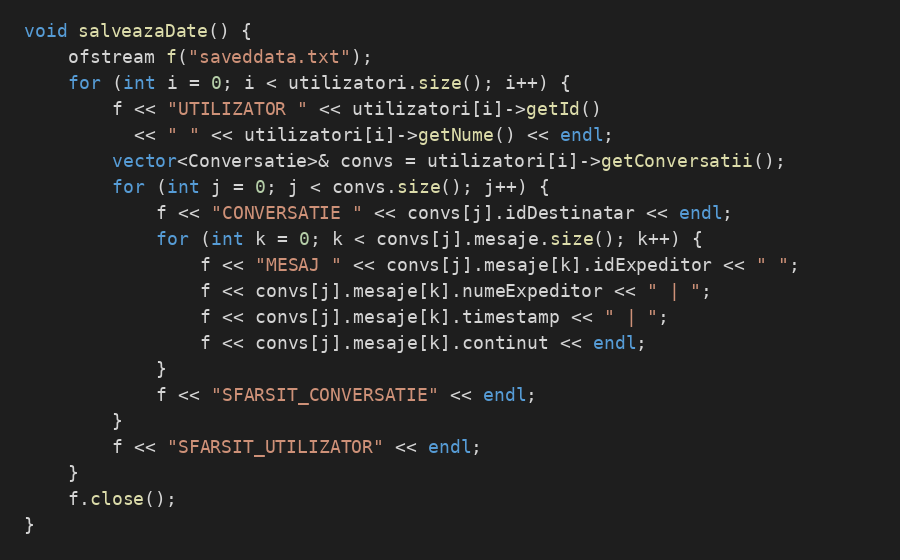 void salveazaDate() {
    ofstream f("saveddata.txt");
    for (int i = 0; i < utilizatori.size(); i++) {
        f << "UTILIZATOR " << utilizatori[i]->getId()
          << " " << utilizatori[i]->getNume() << endl;
        vector<Conversatie>& convs = utilizatori[i]->getConversatii();
        for (int j = 0; j < convs.size(); j++) {
            f << "CONVERSATIE " << convs[j].idDestinatar << endl;
            for (int k = 0; k < convs[j].mesaje.size(); k++) {
                f << "MESAJ " << convs[j].mesaje[k].idExpeditor << " ";
                f << convs[j].mesaje[k].numeExpeditor << " | ";
                f << convs[j].mesaje[k].timestamp << " | ";
                f << convs[j].mesaje[k].continut << endl;
            }
            f << "SFARSIT_CONVERSATIE" << endl;
        }
        f << "SFARSIT_UTILIZATOR" << endl;
    }
    f.close();
}